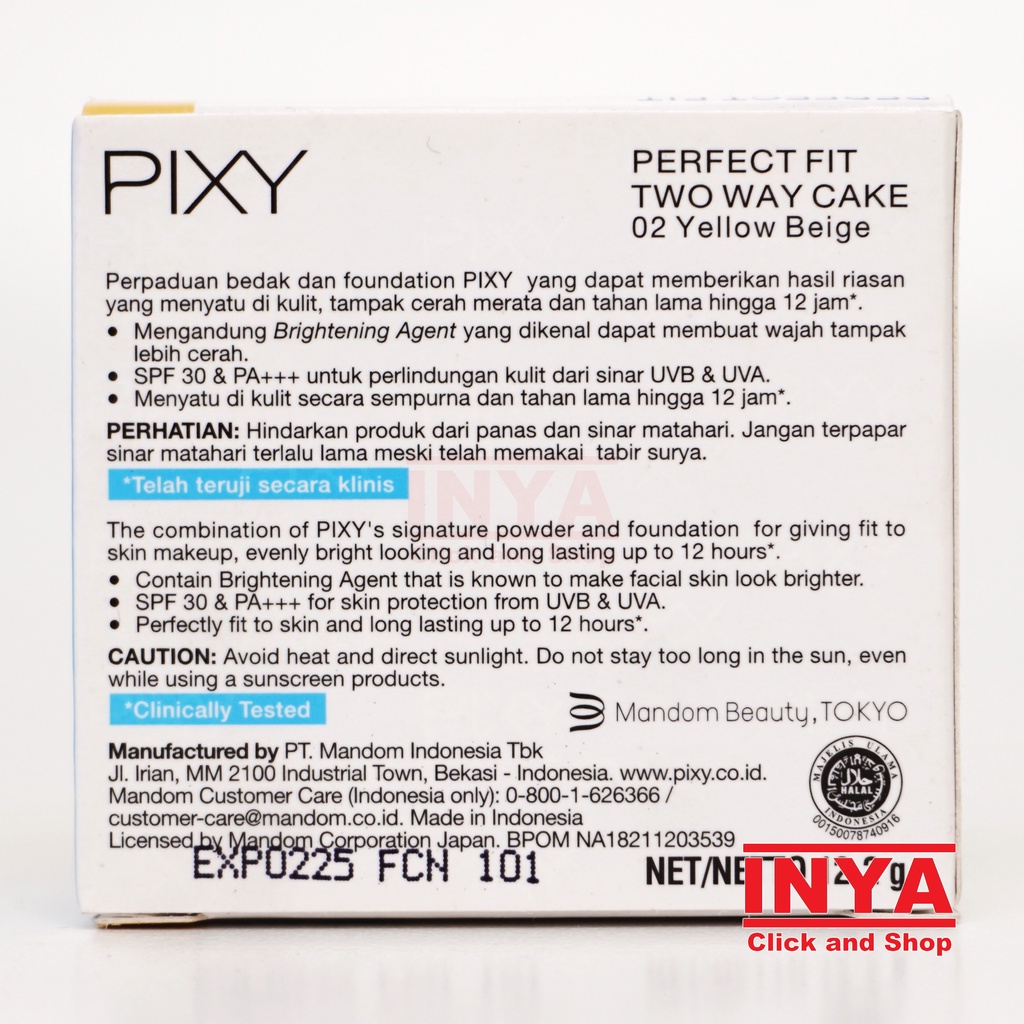 PIXY
PERFECT FIT
TWO WAY CAKE
02 Yellow Beige
Perpaduan bedak dan foundation PIXY yang dapat memberikan hasil riasan
yang menyatu di kulit, tampak cerah merata dan tahan lama hingga 12 jam*.
• Mengandung Brightening Agent yang dikenal dapat membuat wajah tampak
lebih cerah.
• SPF 30 & PA+++ untuk perlindungan kulit dari sinar UVB & UVA.
• Menyatu di kulit secara sempurna dan tahan lama hingga 12 jam*.
PERHATIAN: Hindarkan produk dari panas dan sinar matahari. Jangan terpapar
sinar matahari terlalu lama meski telah memakai tabir surya.
*Telah teruji secara klinis
INYA
The combination of PIXY's signature powder and foundation for giving fit to
skin makeup, evenly bright looking and long lasting up to 12 hours*.
• Contain Brightening Agent that is known to make facial skin look brighter.
• SPF 30 & PA+++ for skin protection from UVB & UVA.
• Perfectly fit to skin and long lasting up to 12 hours*.
CAUTION: Avoid heat and direct sunlight. Do not stay too long in the sun, even
while using a sunscreen products.
*Clinically Tested
Mandom Beauty, TOKYO
Manufactured by PT. Mandom Indonesia Tbk
Jl. Irian, MM 2100 Industrial Town, Bekasi - Indonesia. www.pixy.co.id.
Mandom Customer Care (Indonesia only): 0-800-1-626366 /
customer-care@mandom.co.id. Made in Indonesia
Licensed by Mandom Corporation Japan. BPOM NA18211203539
MAJELIS ULAMA
HALAL
INDONESIA
00150078740916
EXP0225 FCN 101
INYA
Click and Shop